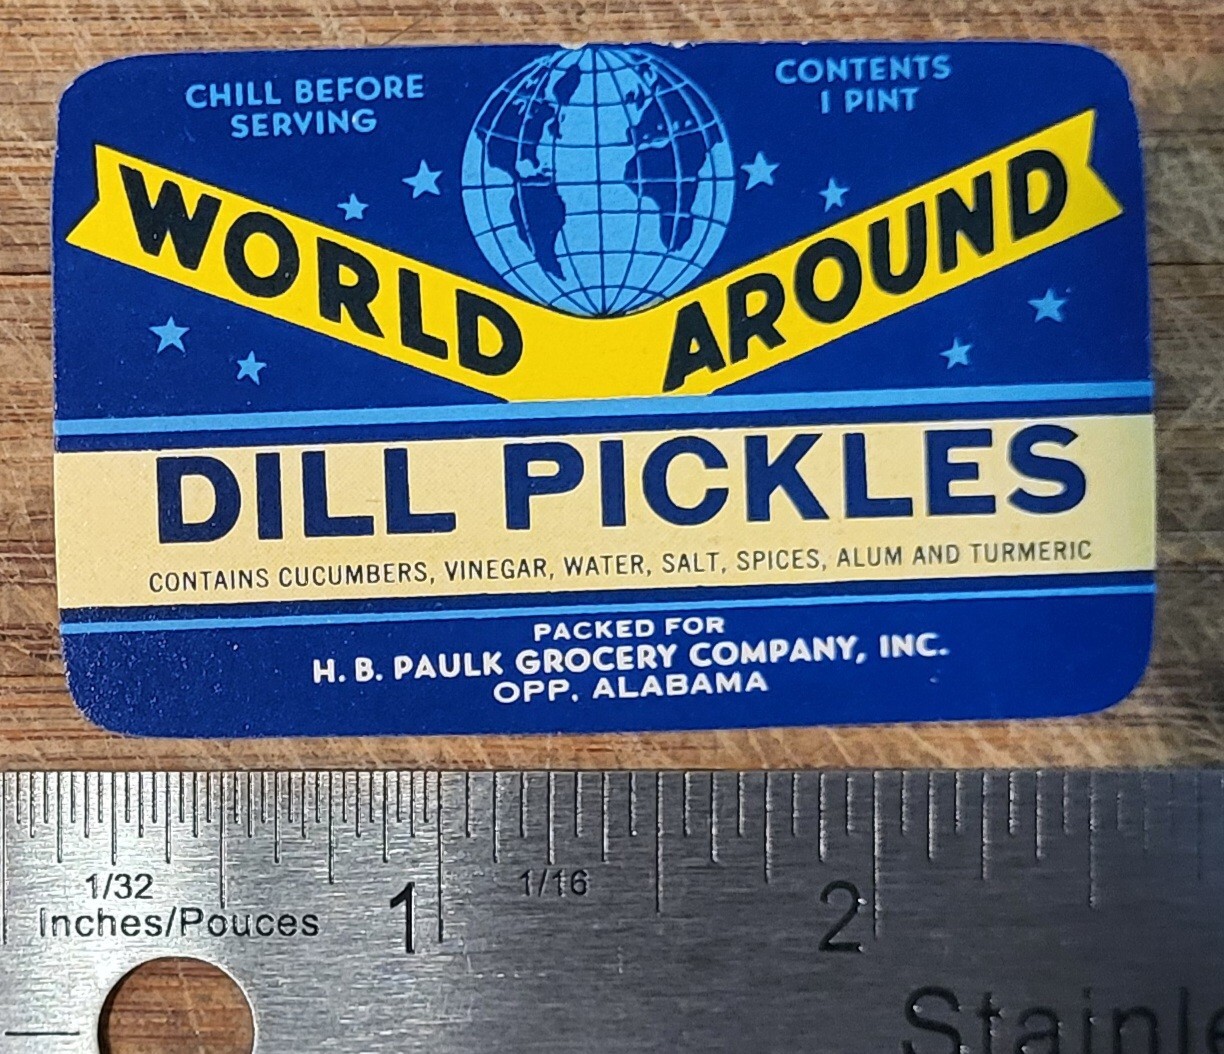 CHILL BEFORE
SERVING
CONTENTS
1 PINT
WORLD AROUND
DILL PICKLES
CONTAINS CUCUMBERS, VINEGAR, WATER, SALT, SPICES, ALUM AND TURMERIC
PACKED FOR
H. B. PAULK GROCERY COMPANY, INC.
OPP, ALABAMA
1/32
Inches/Pouces
1
1/16
2
Stainle